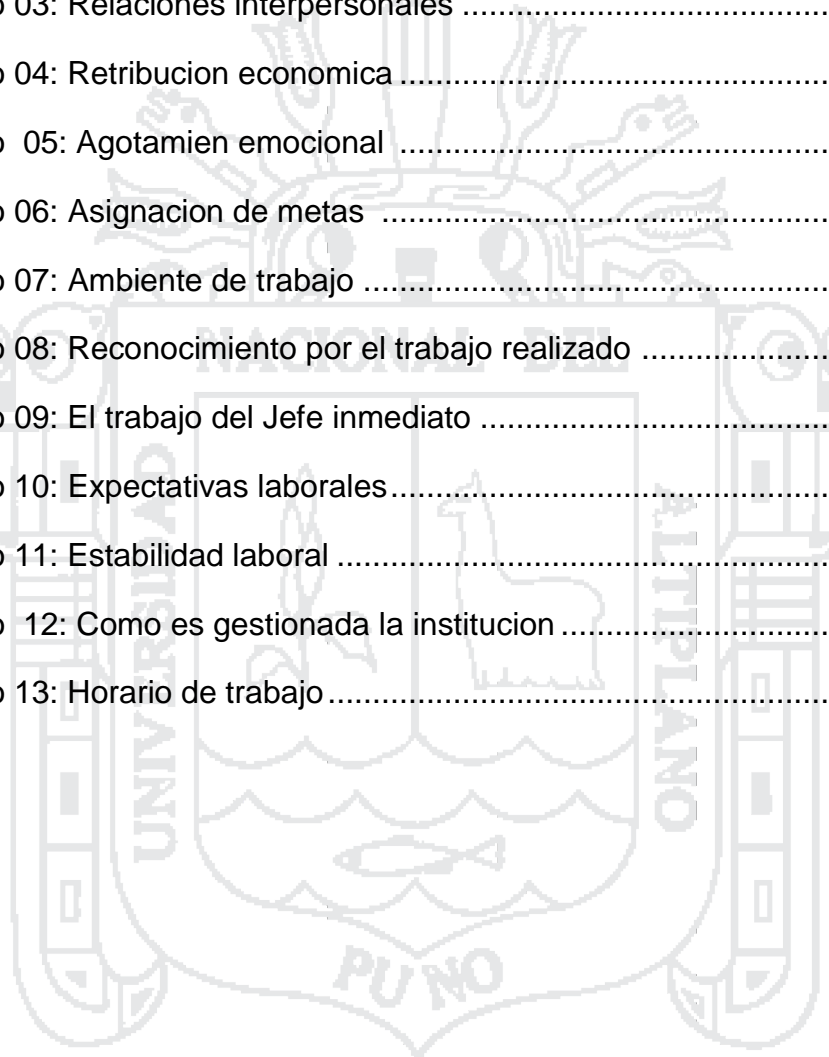 o 03: Relaciones interpersonales ........................................
o 04: Retribucion economica ................................................
o  05: Agotamien emocional  ................................................
o 06: Asignacion de metas  ..................................................
o 07: Ambiente de trabajo ....................................................
o 08: Reconocimiento por el trabajo realizado .....................
o 09: El trabajo del Jefe inmediato .......................................
o 10: Expectativas laborales .................................................
o 11: Estabilidad laboral .......................................................
o  12: Como es gestionada la institucion ..............................
o 13: Horario de trabajo ........................................................
NACIONAL DEL
UNIVERSIDAD
ALTIPLANO
PUNO